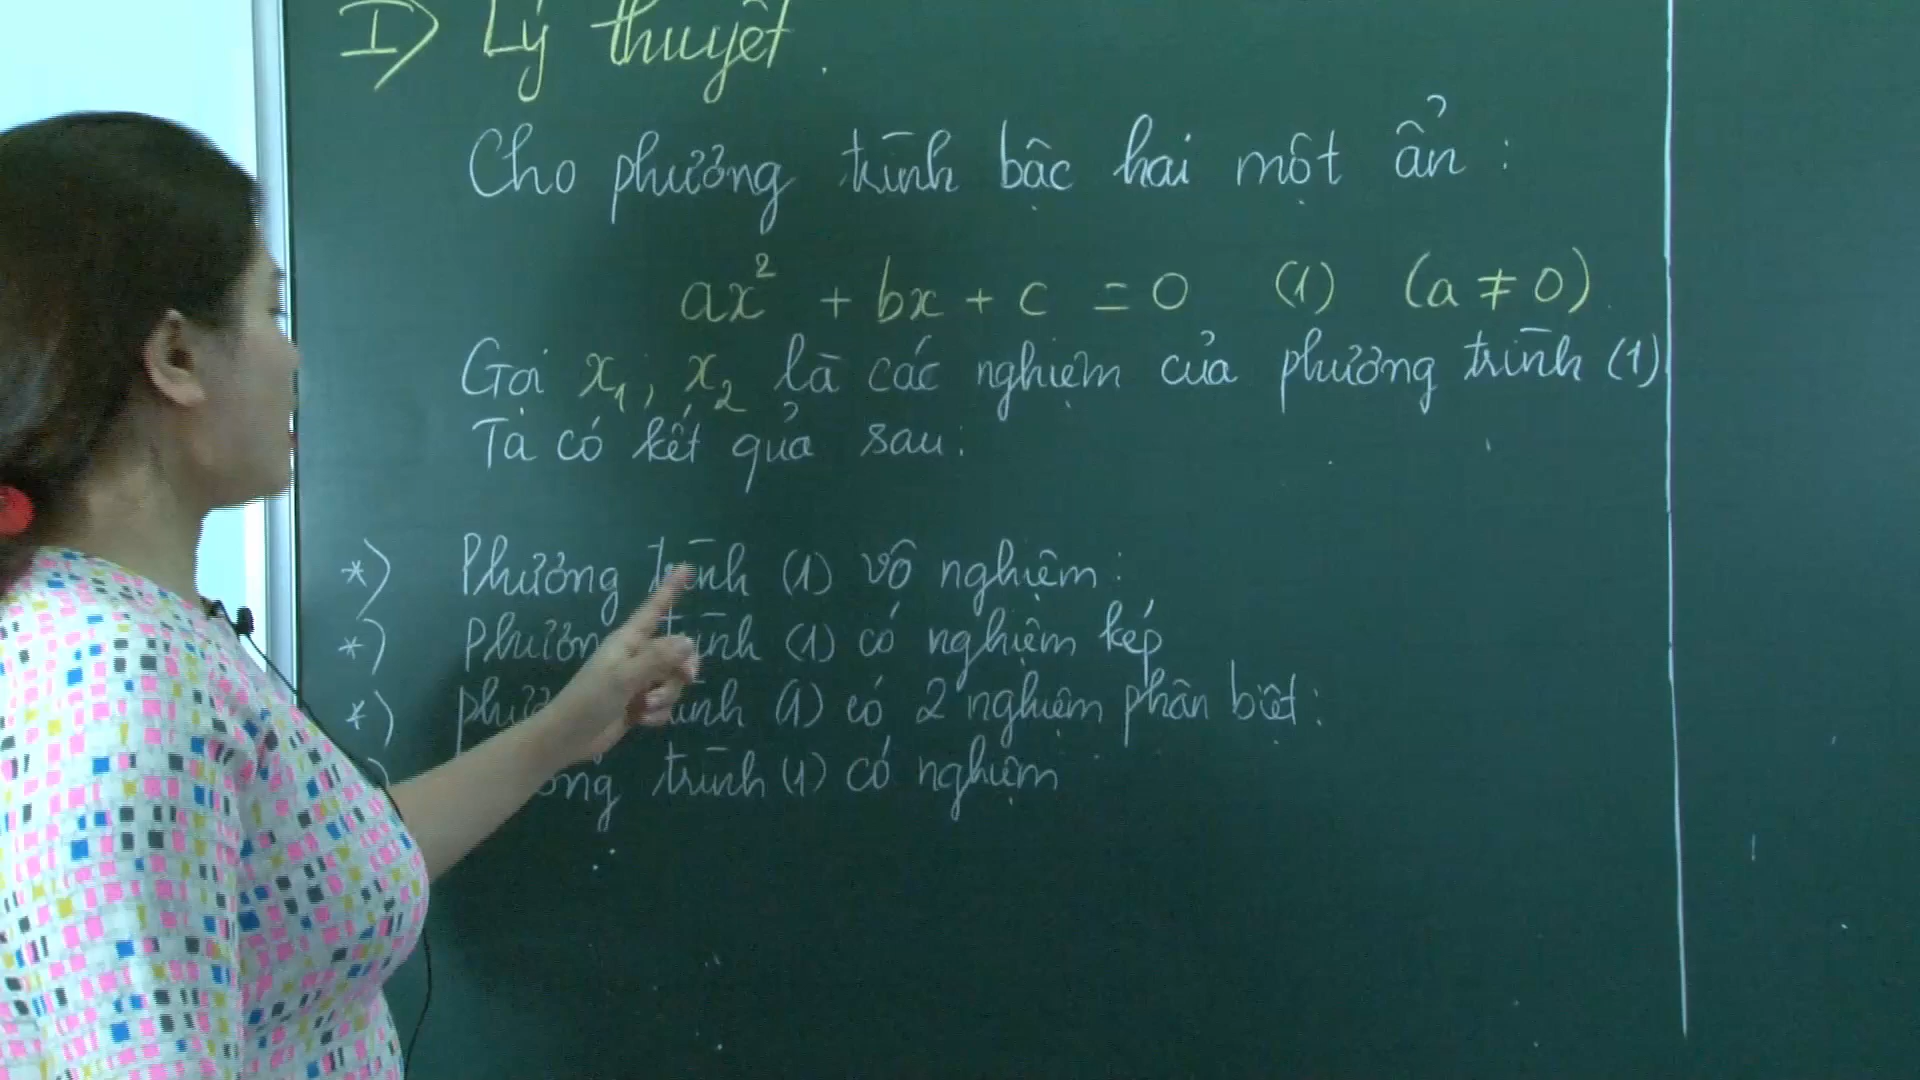 I) Lý thuyết.
Cho phương trình bậc hai một ẩn :
ax² + bx + c = 0 (1) (a ≠ 0)
Gọi x₁, x₂ là các nghiệm của phương trình (1)
Ta có kết quả sau:
*) Phương trình (1) vô nghiệm:
*) trình (1) có nghiệm kép
*) trình (1) có 2 nghiệm phân biệt:
trình (1) có nghiệm